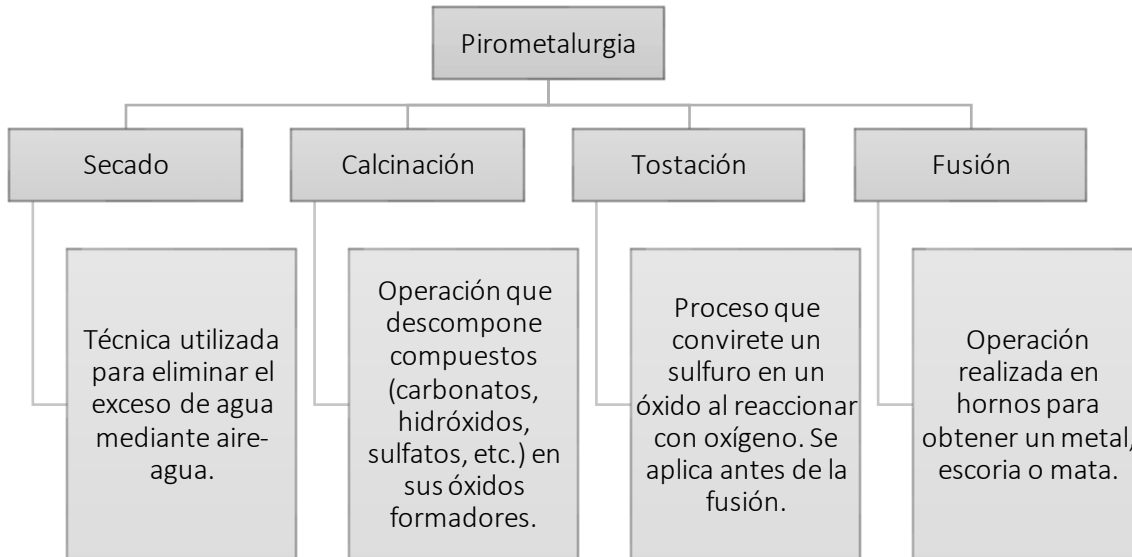 Pirometalurgia
Secado
Calcinación
Tostación
Fusión
Técnica utilizada
para eliminar el
exceso de agua
mediante aire-
agua.
Operación que
descompone
compuestos
(carbonatos,
hidróxidos,
sulfatos, etc.) en
sus óxidos
formadores.
Proceso que
convirete un
sulfuro en un
óxido al reaccionar
con oxígeno. Se
aplica antes de la
fusión.
Operación
realizada en
hornos para
obtener un metal,
escoria o mata.